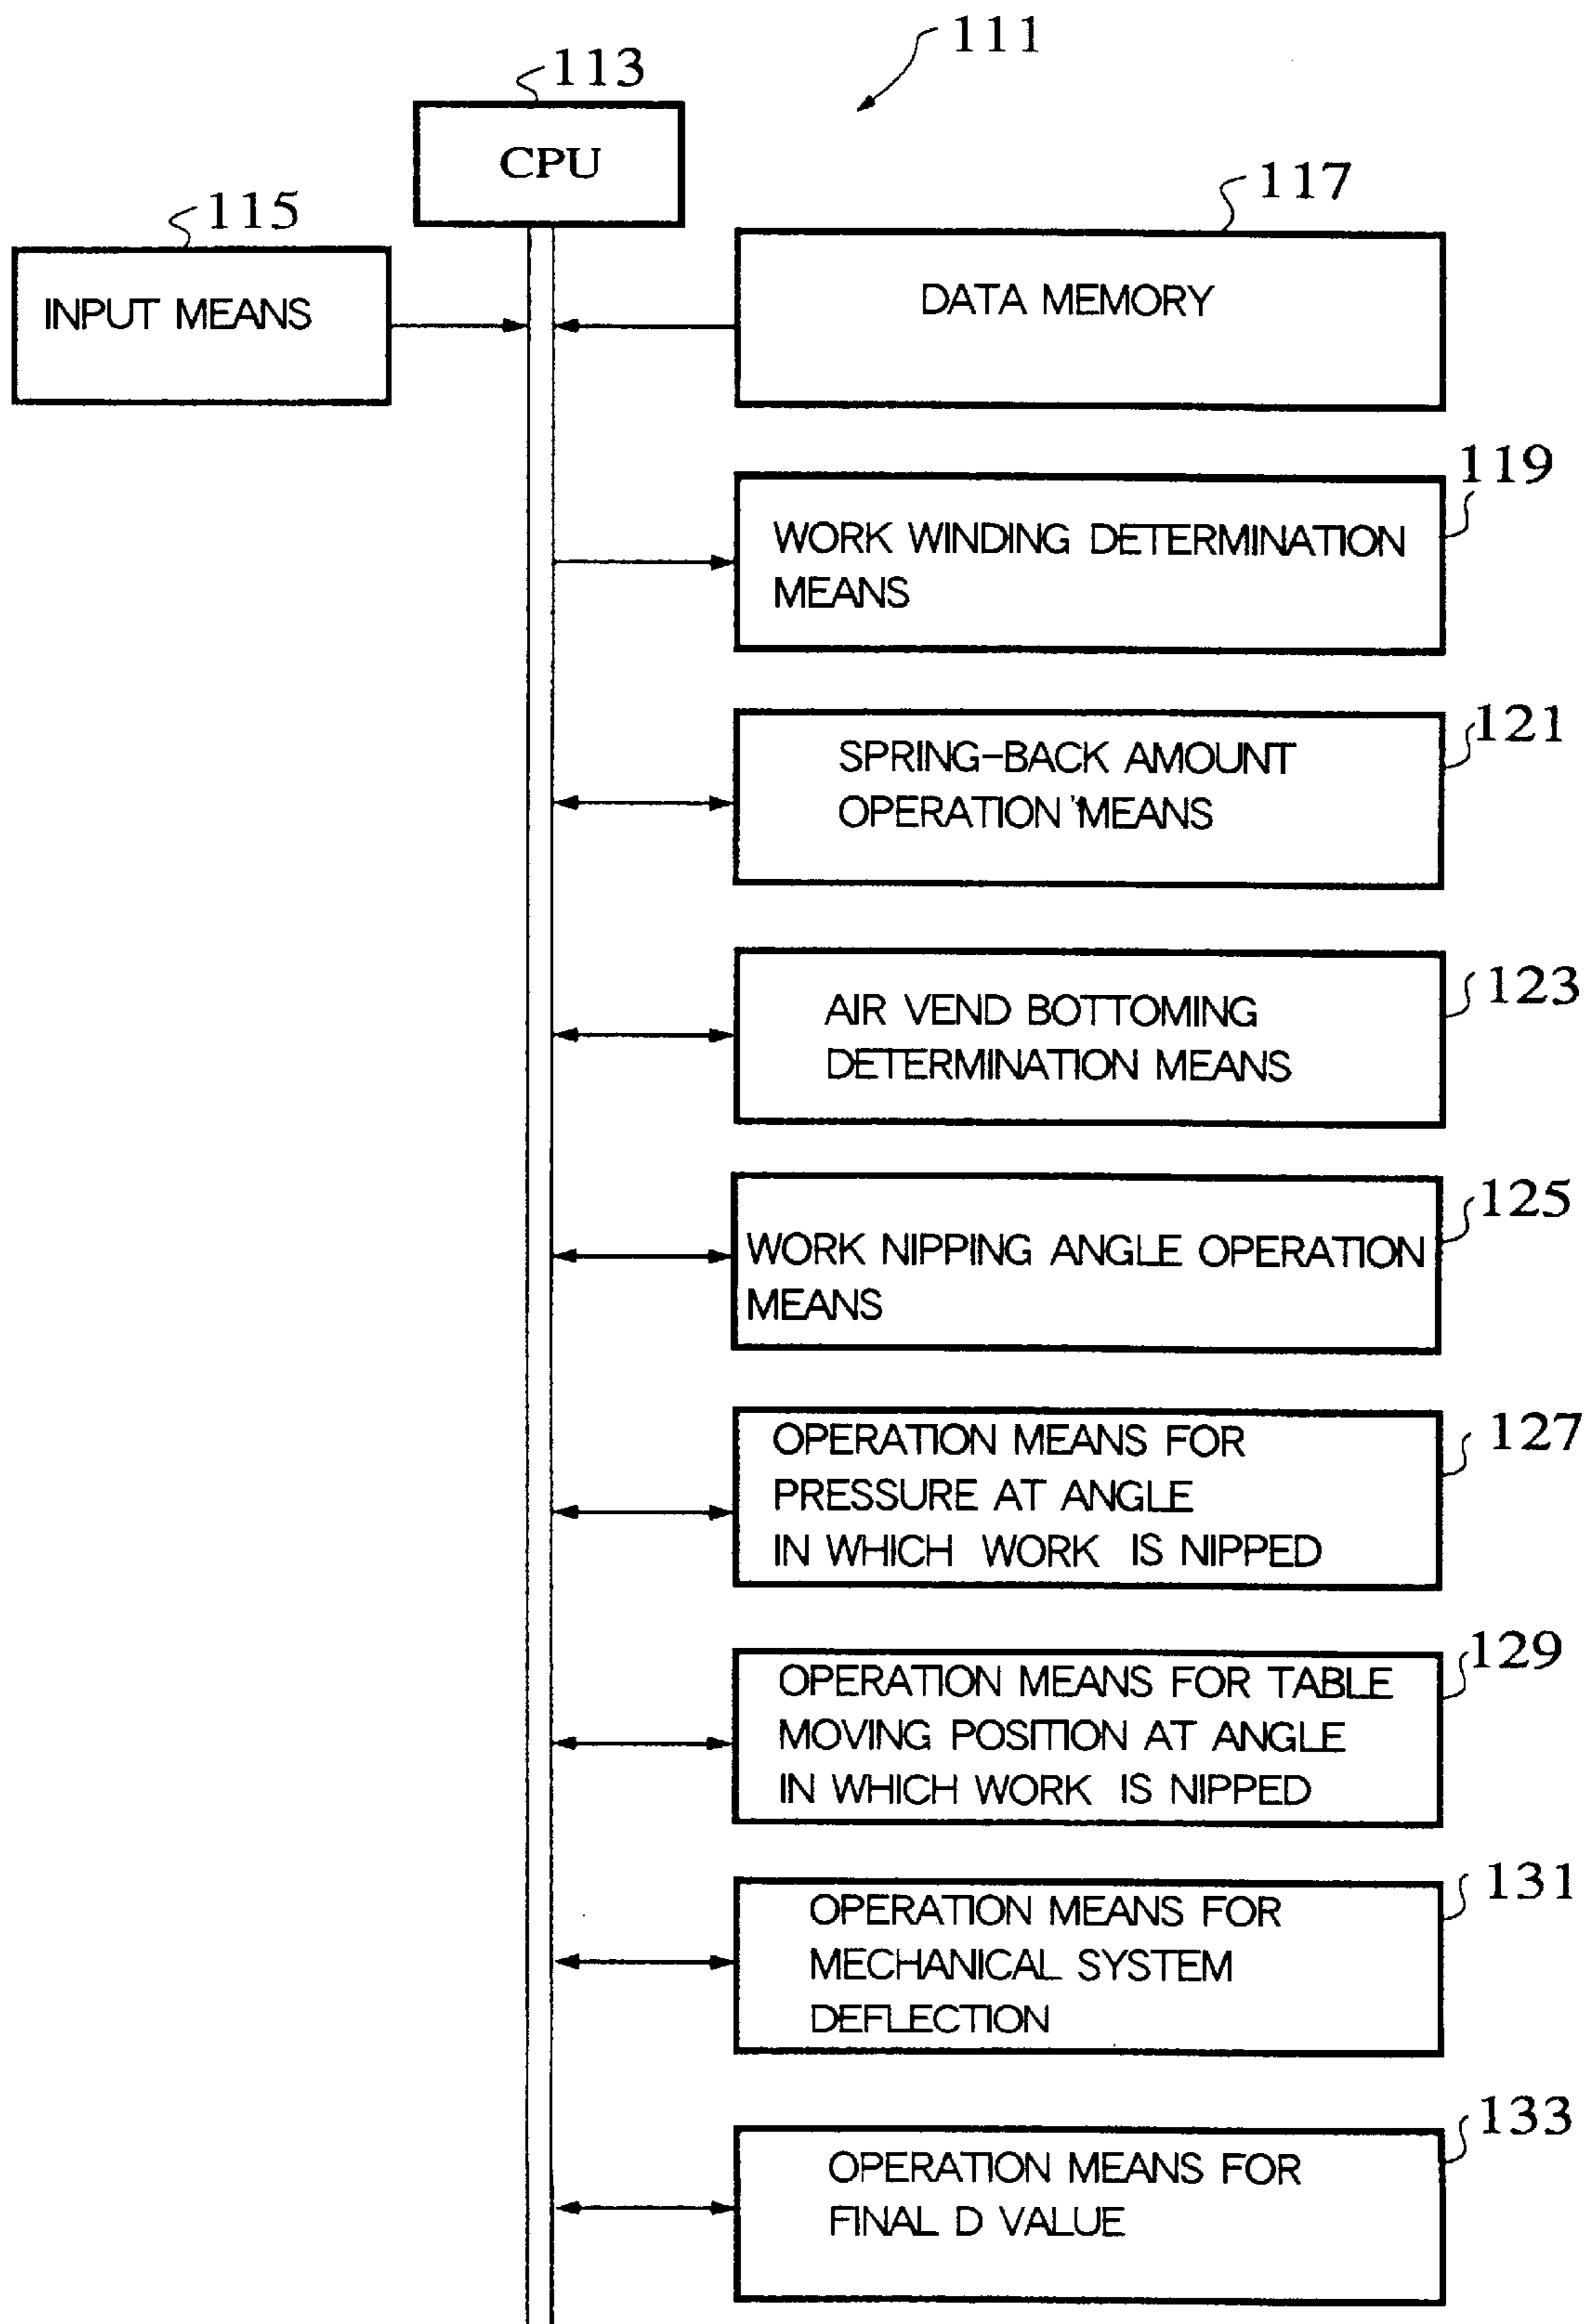 111
113
CPU
115
INPUT MEANS
117
DATA MEMORY
119
WORK WINDING DETERMINATION
MEANS
121
SPRING-BACK AMOUNT
OPERATION MEANS
123
AIR VEND BOTTOMING
DETERMINATION MEANS
125
WORK NIPPING ANGLE OPERATION
MEANS
127
OPERATION MEANS FOR
PRESSURE AT ANGLE
IN WHICH WORK IS NIPPED
129
OPERATION MEANS FOR TABLE
MOVING POSITION AT ANGLE
IN WHICH WORK IS NIPPED
131
OPERATION MEANS FOR
MECHANICAL SYSTEM
DEFLECTION
133
OPERATION MEANS FOR
FINAL D VALUE